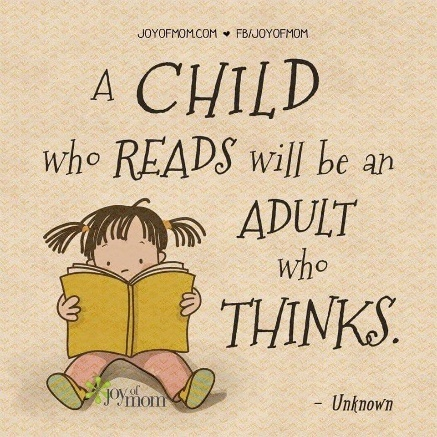 JOYOFMOM.COM ♥ FB/JOYOFMOM
A CHILD
who READS will be an
ADULT
who
THINKS.
joy of
mom
– Unknown